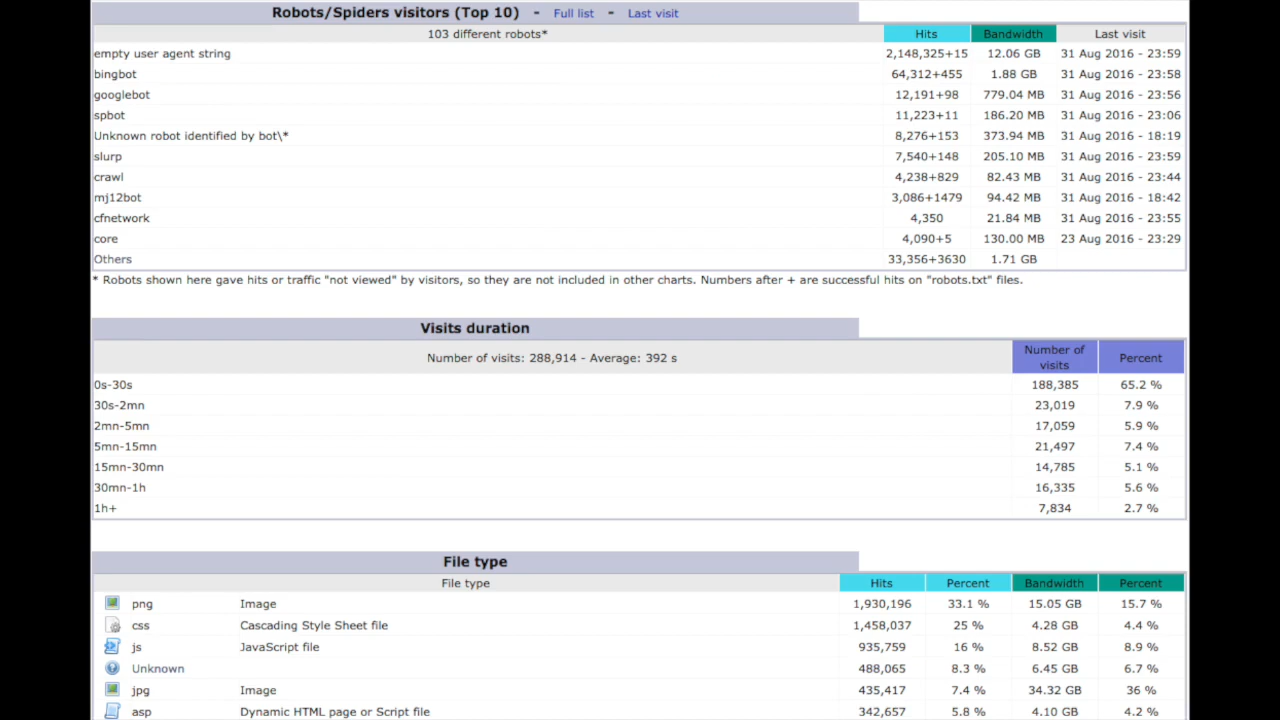 Robots/Spiders visitors (Top 10) - Full list - Last visit
103 different robots* Hits Bandwidth Last visit
empty user agent string 2,148,325+15 12.06 GB 31 Aug 2016 - 23:59
bingbot 64,312+455 1.88 GB 31 Aug 2016 - 23:58
googlebot 12,191+98 779.04 MB 31 Aug 2016 - 23:56
spbot 11,223+11 186.20 MB 31 Aug 2016 - 23:06
Unknown robot identified by bot\* 8,276+153 373.94 MB 31 Aug 2016 - 18:19
slurp 7,540+148 205.10 MB 31 Aug 2016 - 23:59
crawl 4,238+829 82.43 MB 31 Aug 2016 - 23:44
mj12bot 3,086+1479 94.42 MB 31 Aug 2016 - 18:42
cfnetwork 4,350 21.84 MB 31 Aug 2016 - 23:55
core 4,090+5 130.00 MB 23 Aug 2016 - 23:29
Others 33,356+3630 1.71 GB
* Robots shown here gave hits or traffic "not viewed" by visitors, so they are not included in other charts. Numbers after + are successful hits on "robots.txt" files.
Visits duration
Number of visits: 288,914 - Average: 392 s Number of visits Percent
0s-30s 188,385 65.2 %
30s-2mn 23,019 7.9 %
2mn-5mn 17,059 5.9 %
5mn-15mn 21,497 7.4 %
15mn-30mn 14,785 5.1 %
30mn-1h 16,335 5.6 %
1h+ 7,834 2.7 %
File type
File type Hits Percent Bandwidth Percent
png Image 1,930,196 33.1 % 15.05 GB 15.7 %
css Cascading Style Sheet file 1,458,037 25 % 4.28 GB 4.4 %
js JavaScript file 935,759 16 % 8.52 GB 8.9 %
Unknown 488,065 8.3 % 6.45 GB 6.7 %
jpg Image 435,417 7.4 % 34.32 GB 36 %
asp Dynamic HTML page or Script file 342,657 5.8 % 4.10 GB 4.2 %